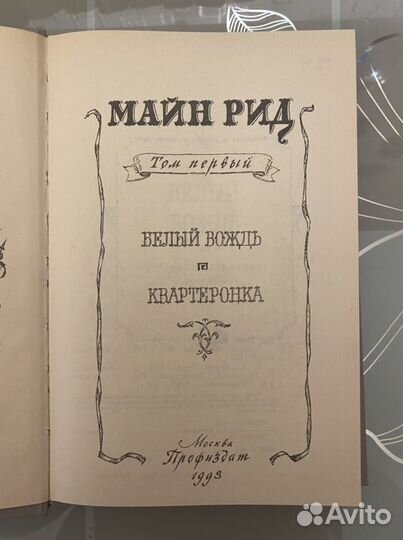 МАЙН РИД
Том первый
БЕЛЫЙ ВОЖДЬ
КВАРТЕРОНКА
Москва
Профиздат
1993
Avito